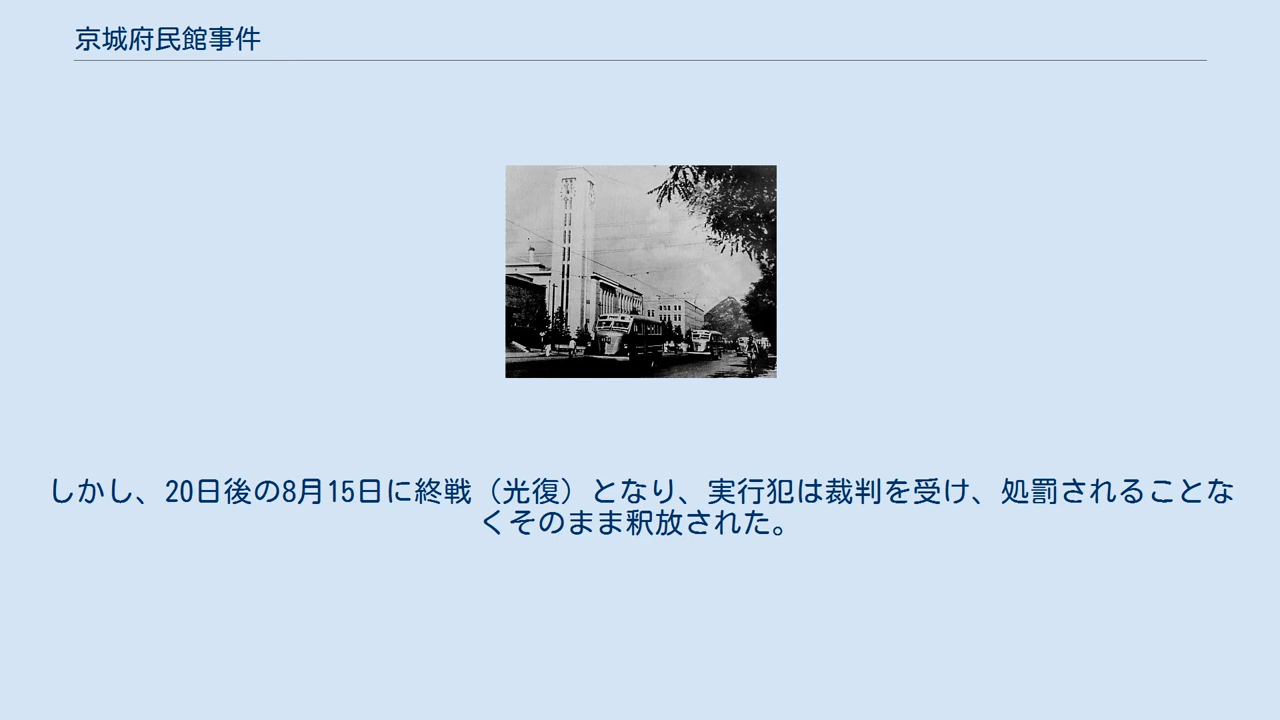 京城府民館事件
しかし、20日後の8月15日に終戦（光復）となり、実行犯は裁判を受け、処罰されることな
くそのまま釈放された。